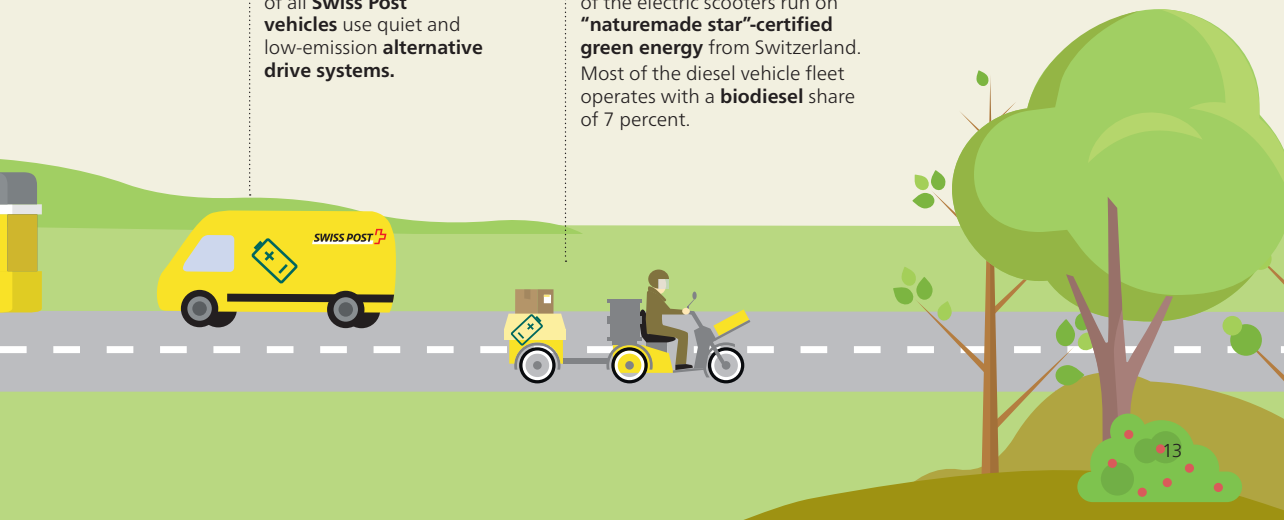 of all Swiss Post
vehicles use quiet and
low-emission alternative
drive systems.
of the electric scooters run on
“naturemade star”-certified
green energy from Switzerland.
Most of the diesel vehicle fleet
operates with a biodiesel share
of 7 percent.
SWISS POST
13